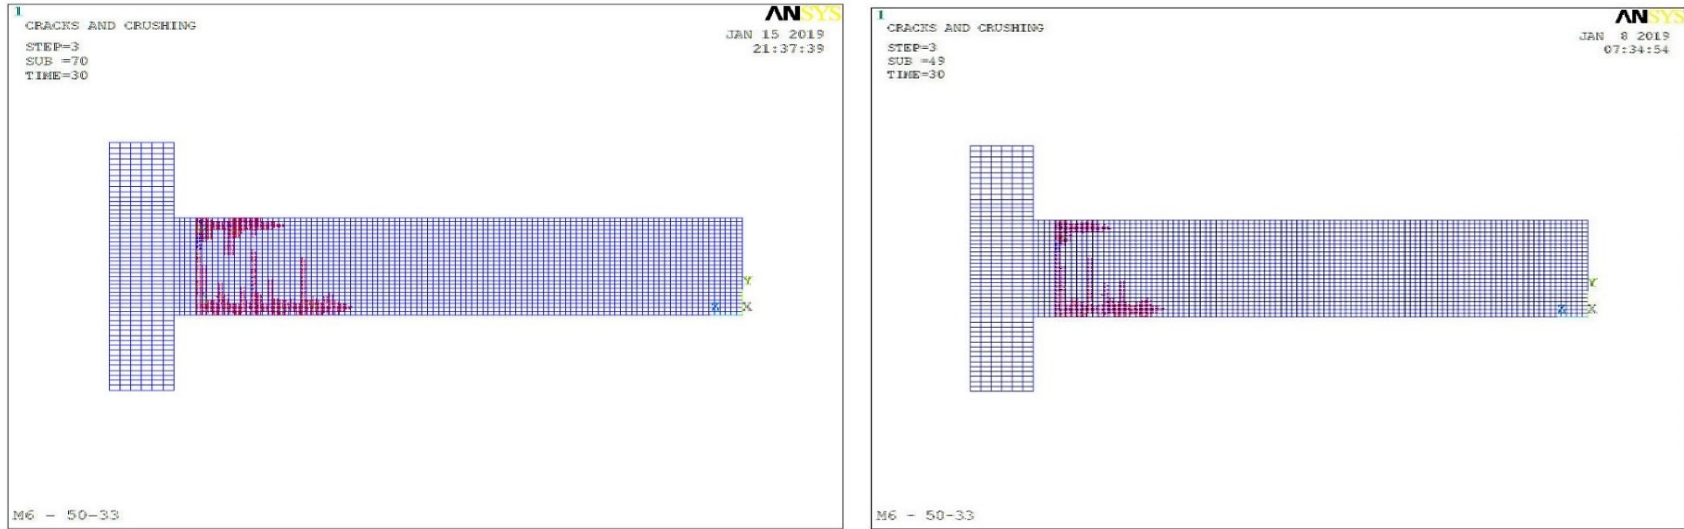 1
ANSYS
CRACKS AND CRUSHING
JAN 15 2019
21:37:39
STEP=3
SUB =70
TIME=30
Y
Z X
M6 - 50-33
1
ANSYS
CRACKS AND CRUSHING
JAN  8 2019
07:34:54
STEP=3
SUB =49
TIME=30
Y
Z X
M6 - 50-33